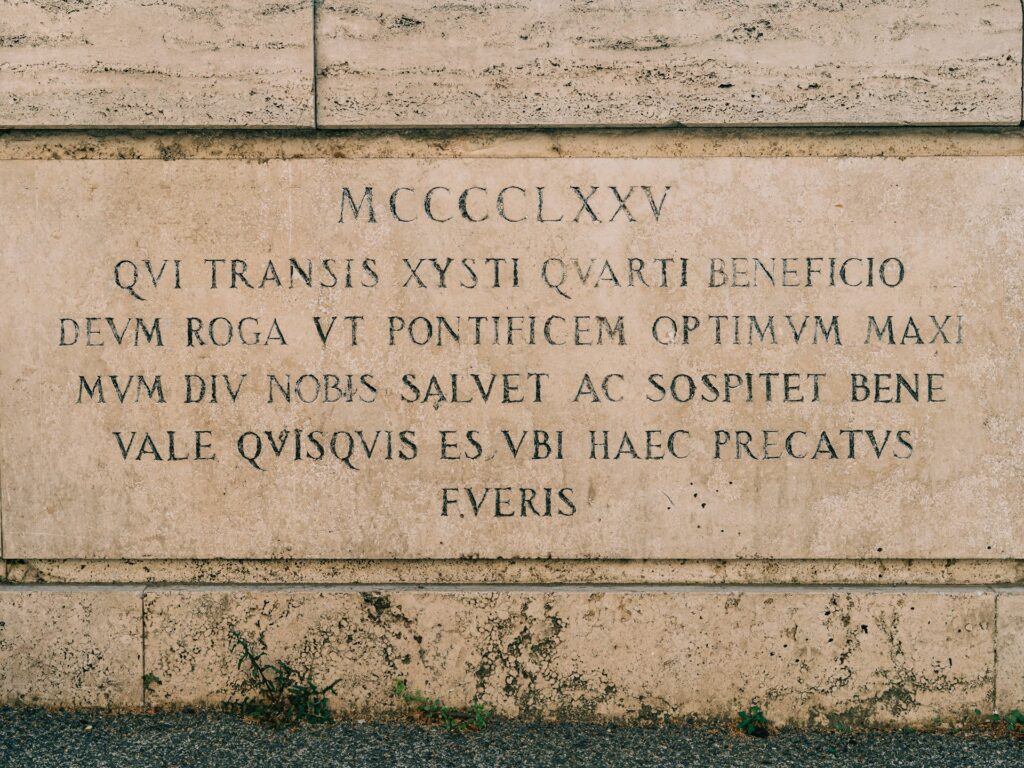 MCCCCLXXV
QVI TRANSIS XYSTI QVARTI BENEFICIO
DEVM ROGA VT PONTIFICEM OPTIMVM MAXI
MVM DIV NOBIS SALVET AC SOSPITET BENE
VALE QVISQVIS ES VBI HAEC PRECATVS
FVERIS